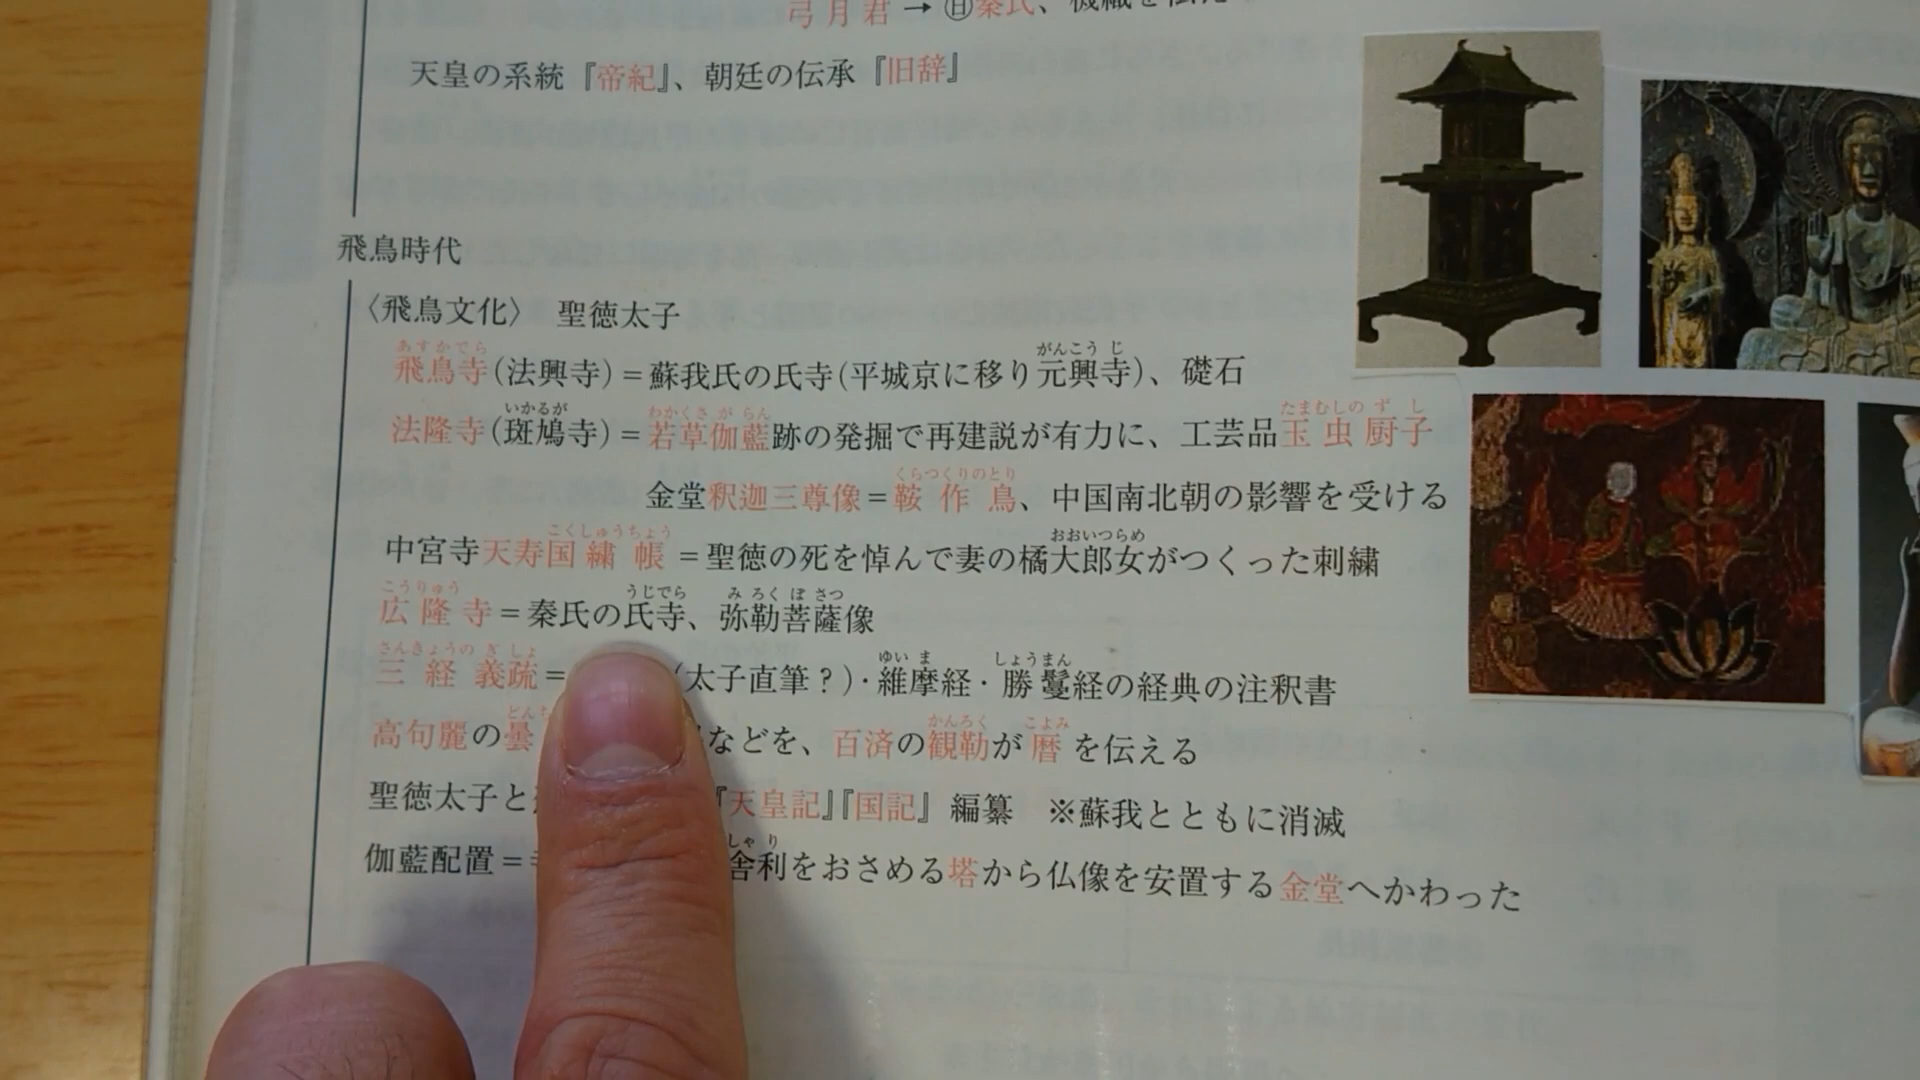 弓月君→㊐秦氏、機織を伝え
天皇の系統『帝紀』、朝廷の伝承『旧辞』
飛鳥時代
〈飛鳥文化〉 聖徳太子
あすかでら がんこうじ
飛鳥寺(法興寺)=蘇我氏の氏寺(平城京に移り元興寺)、礎石
いかるが わかくさがらん たまむしのずし
法隆寺(斑鳩寺)=若草伽藍跡の発掘で再建説が有力に、工芸品玉虫厨子
くらつくりのとり
金堂釈迦三尊像=鞍作鳥、中国南北朝の影響を受ける
こくしゅうちょう おおいつらめ
中宮寺天寿国繍帳=聖徳の死を悼んで妻の橘大郎女がつくった刺繍
こうりゅう うじでら みろくぼさつ
広隆寺=秦氏の氏寺、弥勒菩薩像
さんきょうのぎしょ ゆいま しょうまん
三経義疏= (太子直筆?)・維摩経・勝鬘経の経典の注釈書
どんち かんろく こよみ
高句麗の曇 などを、百済の観勒が暦を伝える
聖徳太子と 『天皇記』『国記』編纂 ※蘇我とともに消滅
しゃり
伽藍配置= 舎利をおさめる塔から仏像を安置する金堂へかわった